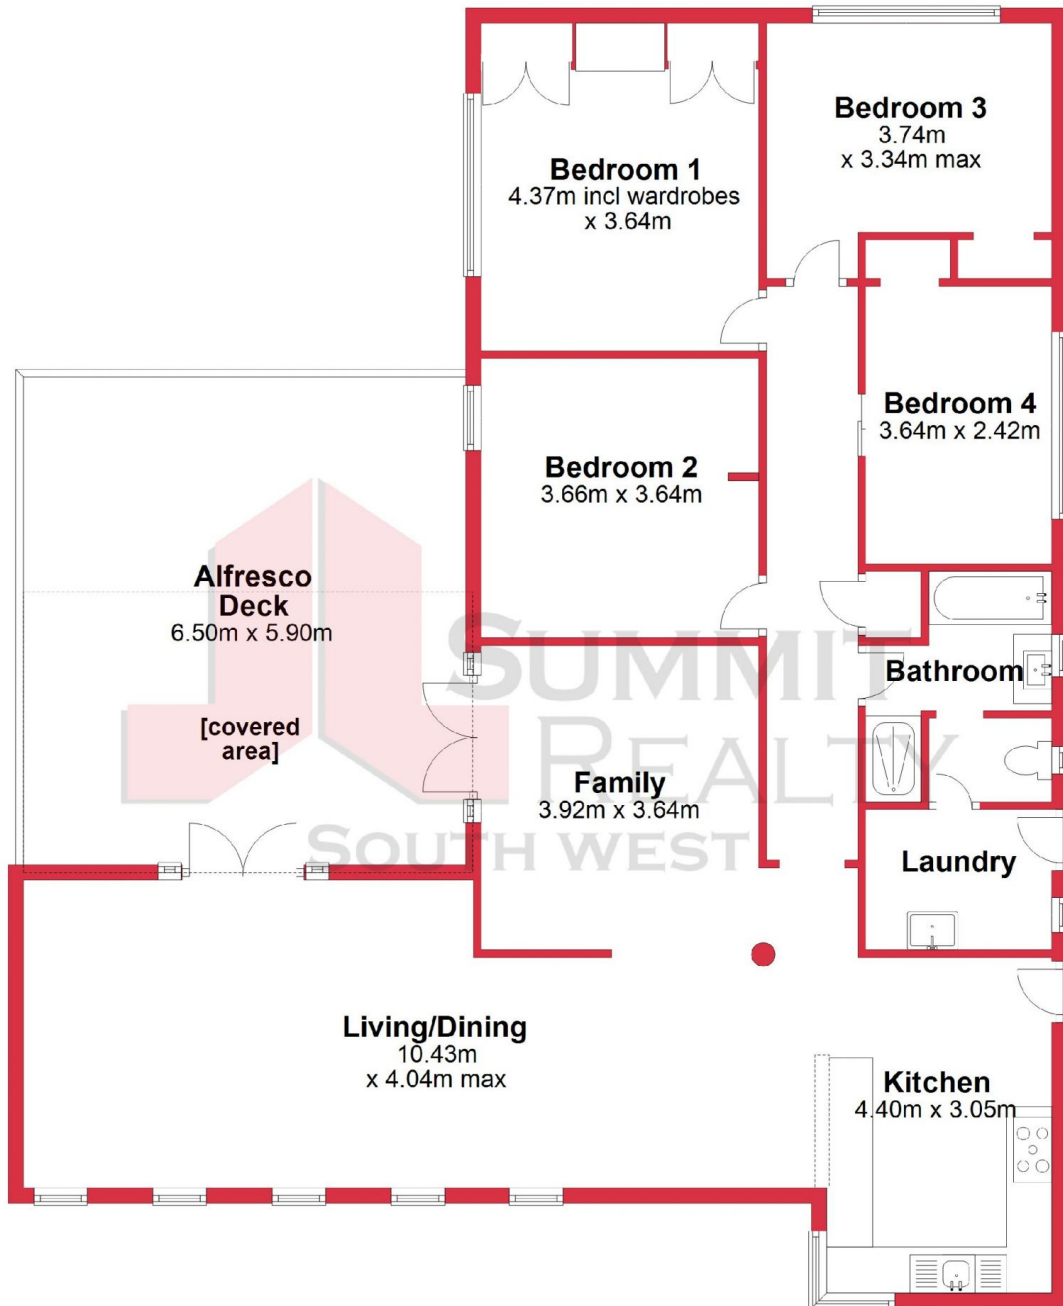 Bedroom 3
3.74m
x 3.34m max
Bedroom 1
4.37m incl wardrobes
x 3.64m
Bedroom 4
3.64m x 2.42m
Bedroom 2
3.66m x 3.64m
Alfresco
Deck
6.50m x 5.90m
[covered
area]
SUMMIT
REALTY
SOUTH WEST
Bathroom
Family
3.92m x 3.64m
Laundry
Living/Dining
10.43m
x 4.04m max
Kitchen
4.40m x 3.05m